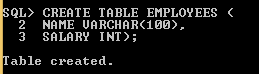 SQL> CREATE TABLE EMPLOYEES (
  2  NAME VARCHAR(100),
  3  SALARY INT);
Table created.